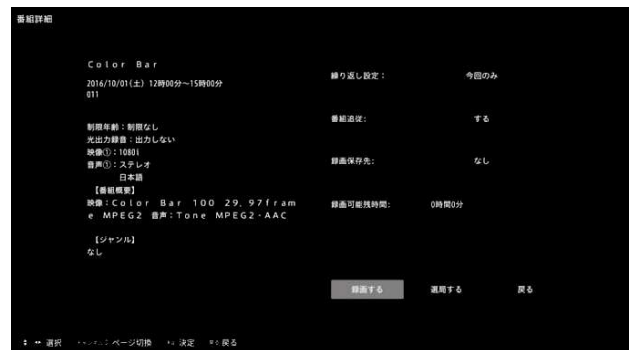 番組詳細
Color Bar
2016/10/01(土) 12時00分~15時00分
011
制限年齢:制限なし
光出力録音:出力しない
映像①:1080i
音声①:ステレオ
日本語
【番組概要】
映像:Color Bar 100 29.97fram
e MPEG2 音声:Tone MPEG2-AAC
【ジャンル】
なし
繰り返し設定: 今回のみ
番組追従: する
録画保存先: なし
録画可能残時間: 0時間0分
録画する 選局する 戻る
選択 ページ切換 決定 戻る